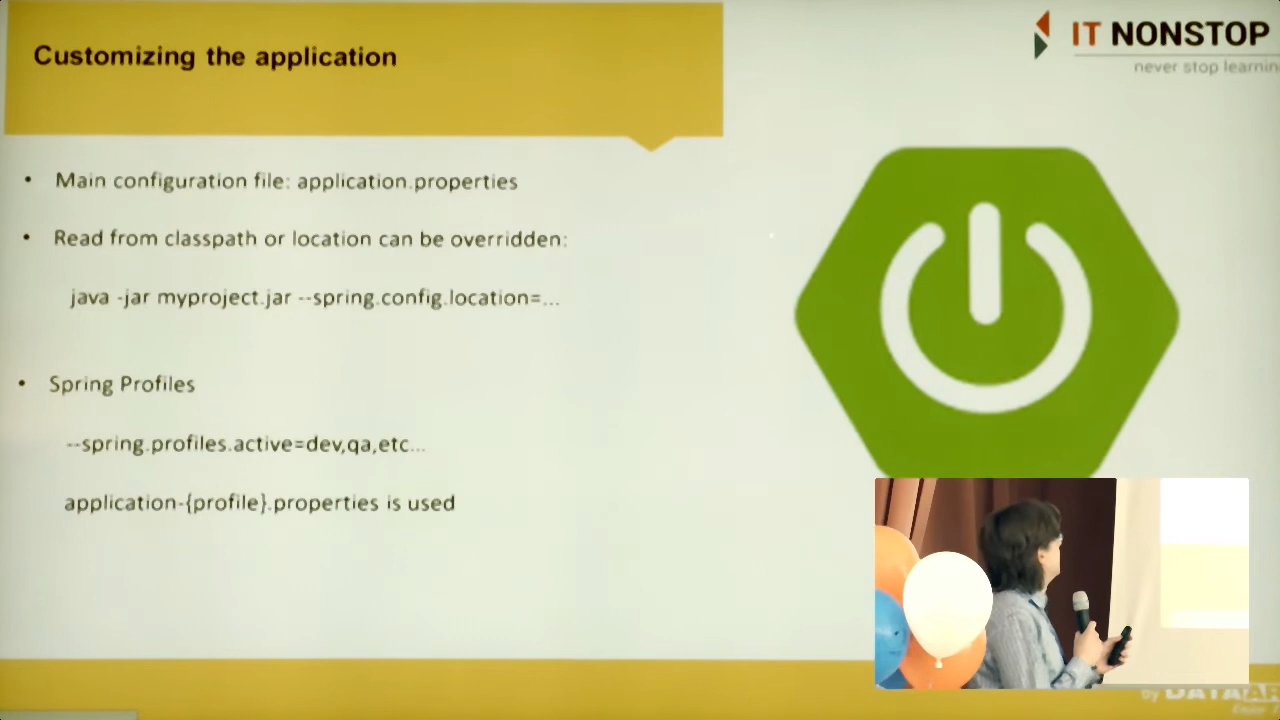 Customizing the application
IT NONSTOP
never stop learnin
• Main configuration file: application.properties
• Read from classpath or location can be overridden:
java -jar myproject.jar --spring.config.location=...
• Spring Profiles
--spring.profiles.active=dev,qa,etc...
application-{profile}.properties is used
by DATAAR